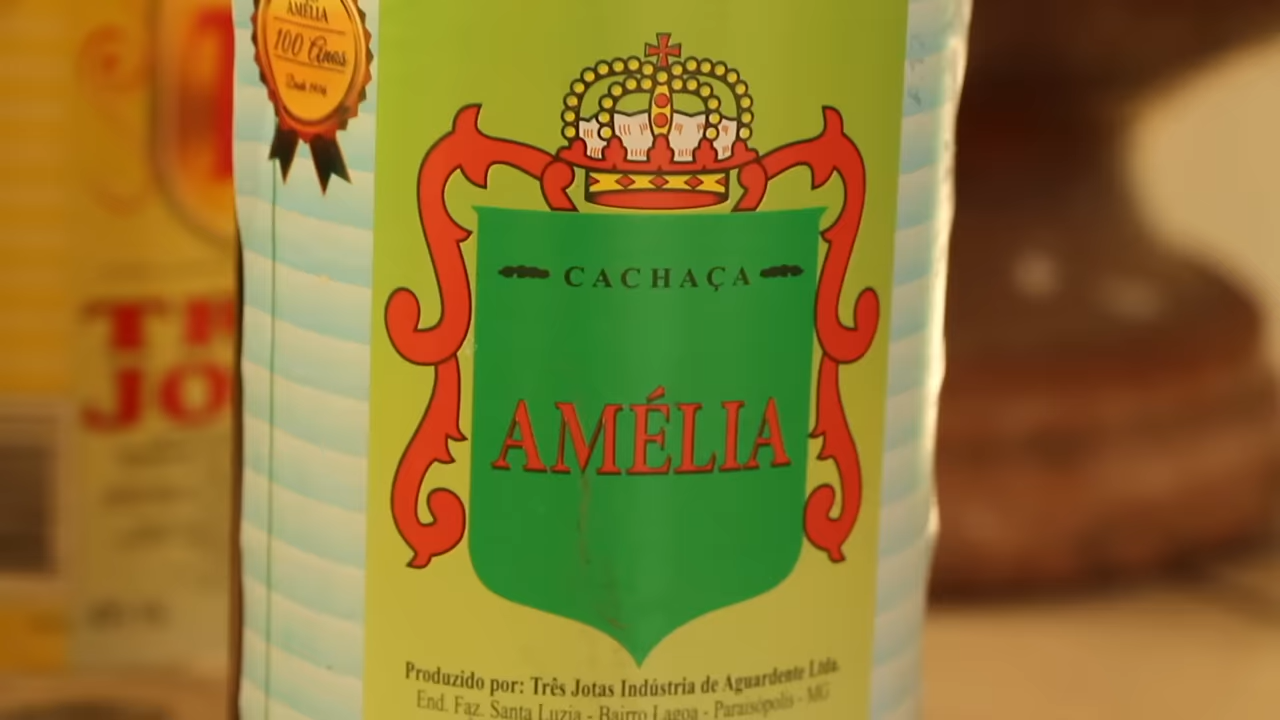 AMÉLIA
100 Anos
CACHAÇA
AMÉLIA
Produzido por: Três Jotas Indústria de Aguardente Ltda.
End. Faz. Santa Luzia - Bairro Lagoa - Paraisópolis - MG